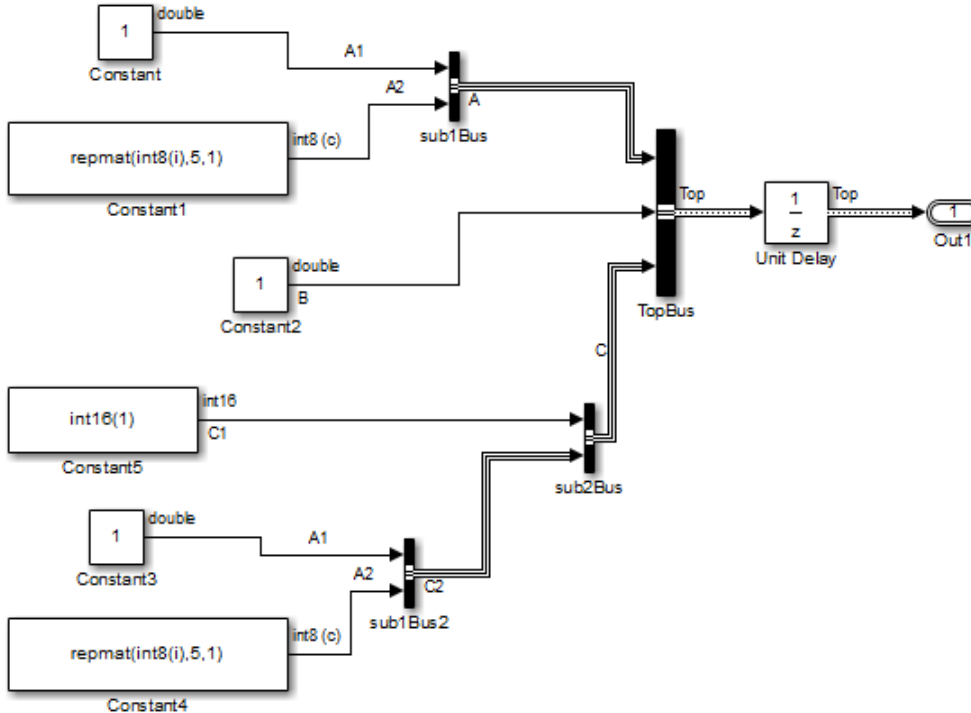 1
double
Constant
A1
A2
A
sub1Bus
repmat(int8(i),5,1)
int8 (c)
Constant1
1
double
B
Constant2
Top
TopBus
1
z
Unit Delay
Top
1
Out1
int16(1)
int16
C1
Constant5
C
sub2Bus
1
double
Constant3
A1
A2
C2
sub1Bus2
repmat(int8(i),5,1)
int8 (c)
Constant4